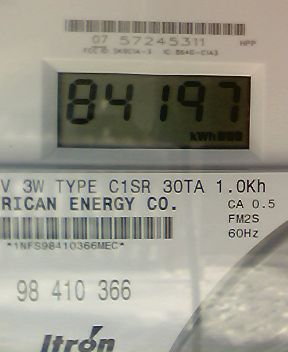 07 57245311 HPP
84197
kWh
V 3W TYPE C1SR 30TA 1.0Kh
RICAN ENERGY CO. CA 0.5
FM2S
*1NFS98410366MEC* 60Hz
98 410 366
Itron